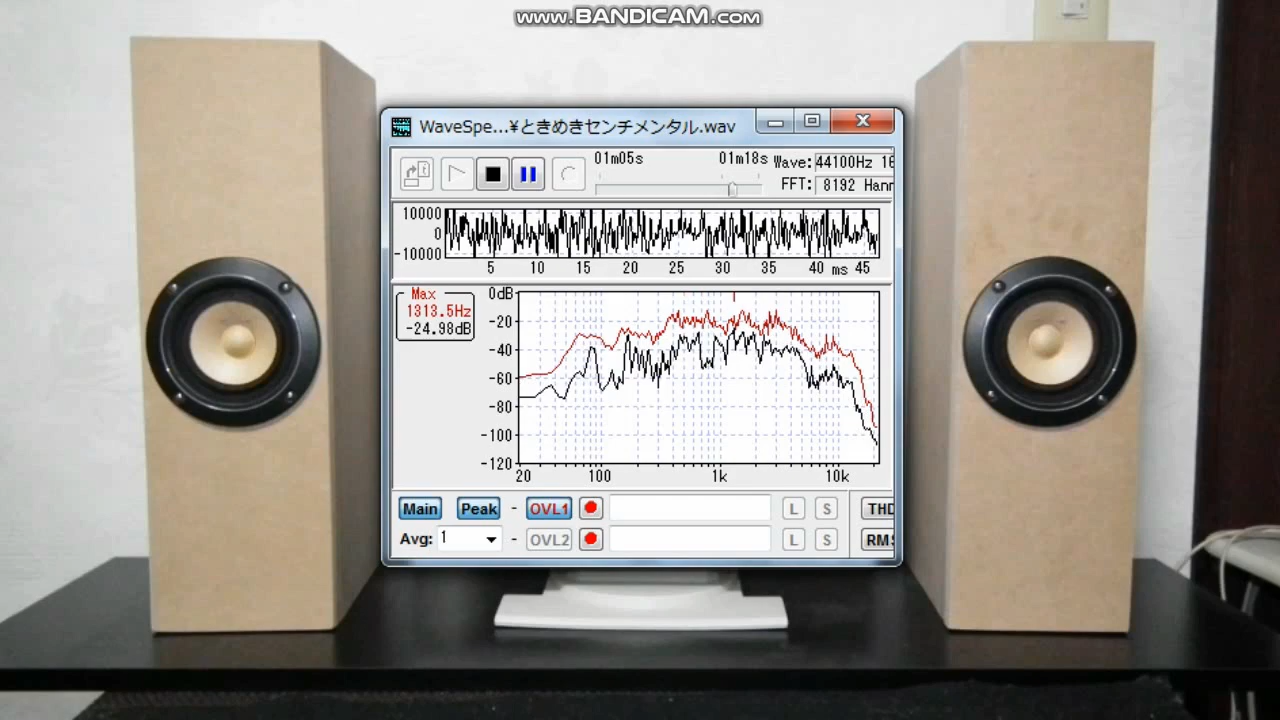 www.BANDICAM.com
WaveSpe...¥ときめきセンチメンタル.wav
01m05s 01m18s Wave: 44100Hz 16
FFT: 8192 Hann
10000
0
-10000
5 10 15 20 25 30 35 40 ms 45
Max
1313.5Hz
-24.98dB
0dB
-20
-40
-60
-80
-100
-120
20 100 1k 10k
Main Peak - OVL1 L S THD
Avg: 1 - OVL2 L S RMS